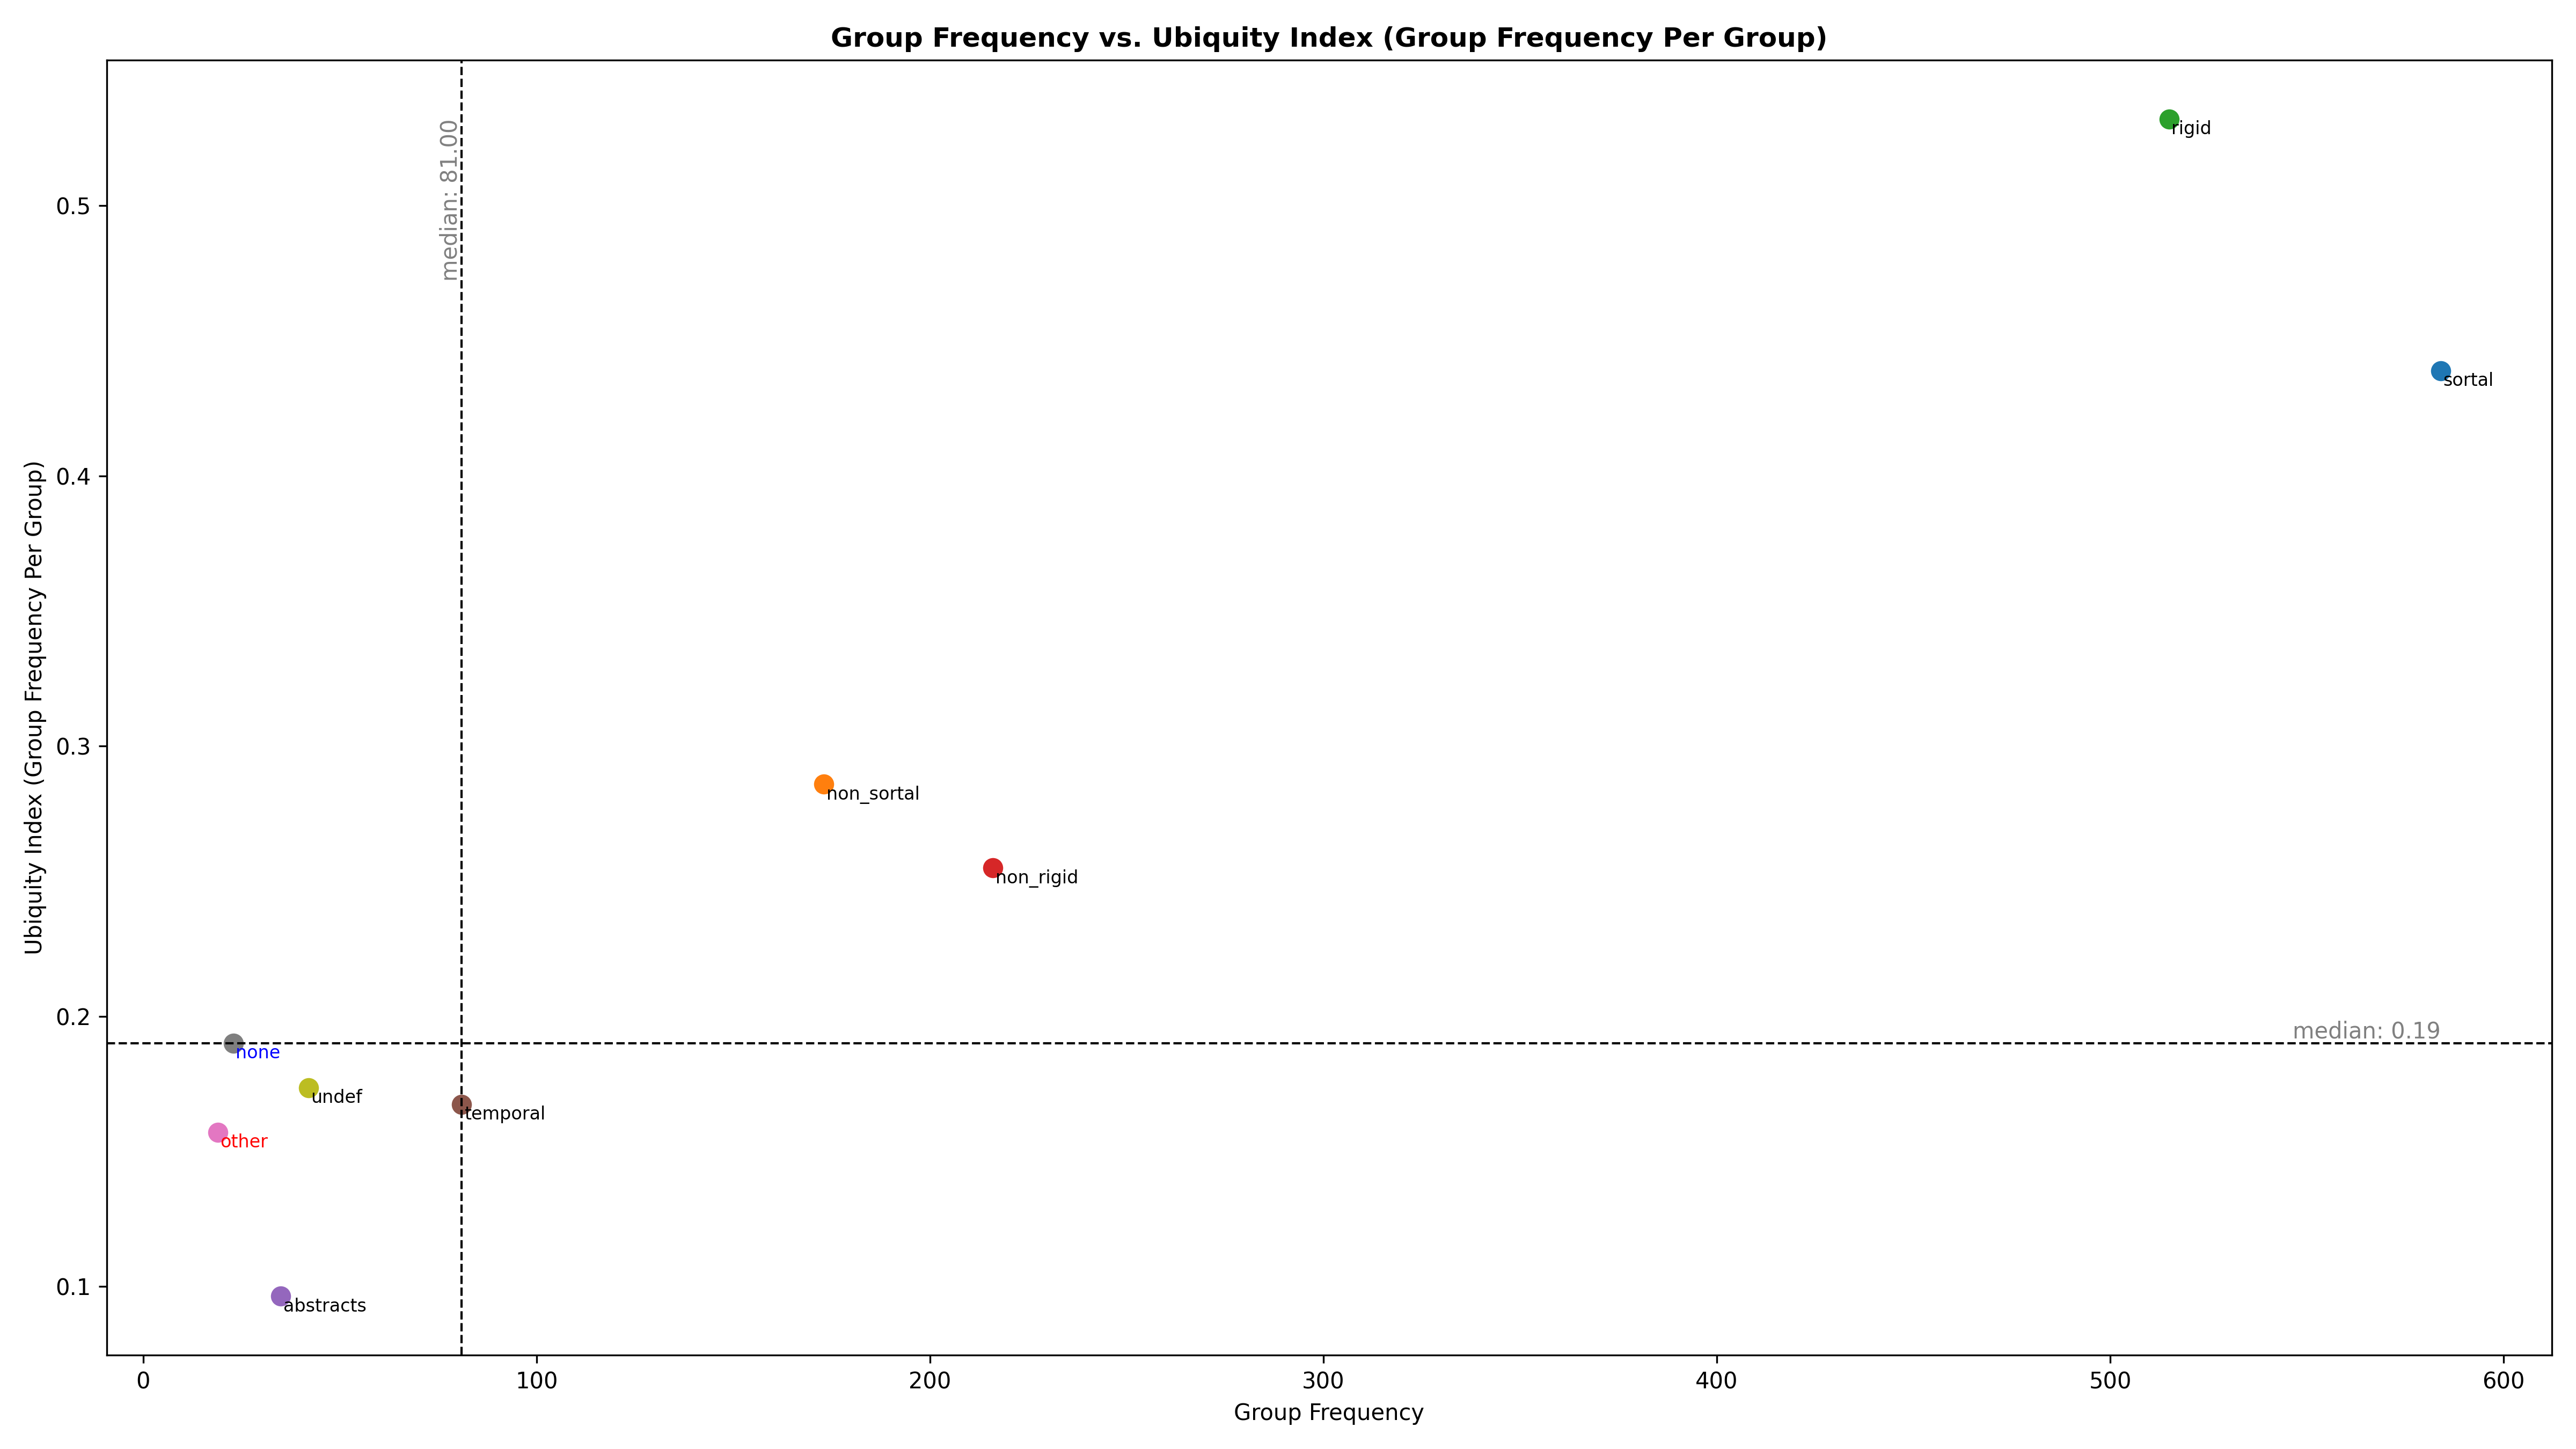 Group Frequency vs. Ubiquity Index (Group Frequency Per Group)
Ubiquity Index (Group Frequency Per Group)
0.5
0.4
0.3
0.2
0.1
median: 81.00
rigid
sortal
non_sortal
non_rigid
median: 0.19
none
undef
temporal
other
abstracts
0
100
200
300
400
500
600
Group Frequency